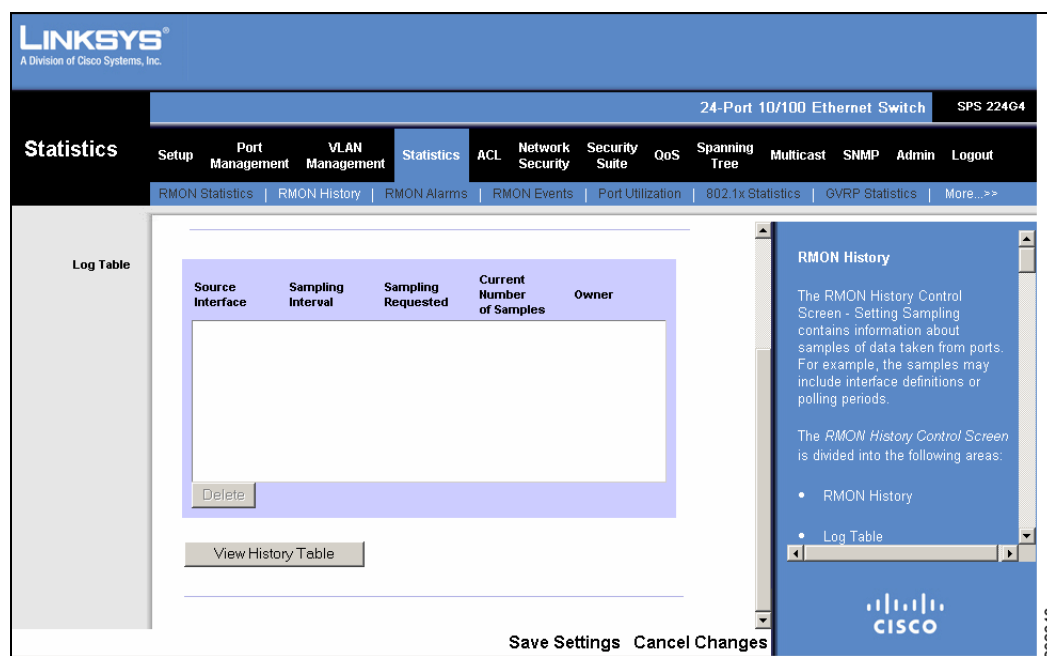 LINKSYS®
A Division of Cisco Systems, Inc.
24-Port 10/100 Ethernet Switch SPS 224G4
Statistics
Setup Port Management VLAN Management Statistics ACL Network Security Security Suite QoS Spanning Tree Multicast SNMP Admin Logout
RMON Statistics | RMON History | RMON Alarms | RMON Events | Port Utilization | 802.1x Statistics | GVRP Statistics | More...>>
Log Table
Source Interface Sampling Interval Sampling Requested Current Number of Samples Owner
Delete
View History Table
RMON History
The RMON History Control
Screen - Setting Sampling
contains information about
samples of data taken from ports.
For example, the samples may
include interface definitions or
polling periods.
The RMON History Control Screen
is divided into the following areas:
• RMON History
• Log Table
CISCO
Save Settings Cancel Changes